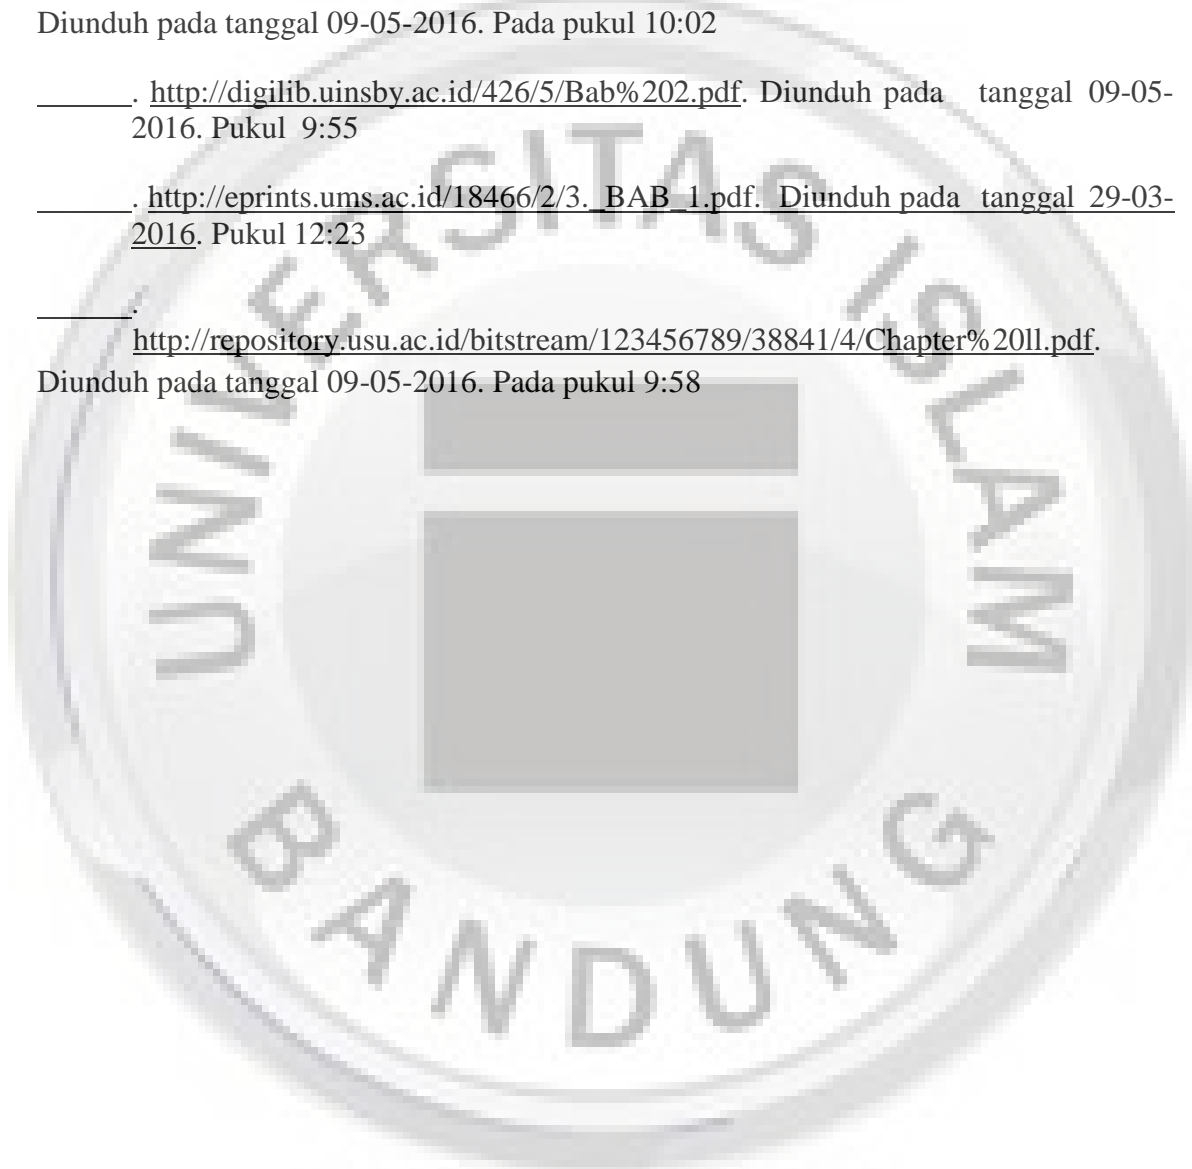 Diunduh pada tanggal 09-05-2016. Pada pukul 10:02
______. http://digilib.uinsby.ac.id/426/5/Bab%202.pdf. Diunduh pada tanggal 09-05-
2016. Pukul 9:55
______. http://eprints.ums.ac.id/18466/2/3._BAB_1.pdf. Diunduh pada tanggal 29-03-
2016. Pukul 12:23
______.
http://repository.usu.ac.id/bitstream/123456789/38841/4/Chapter%20ll.pdf.
Diunduh pada tanggal 09-05-2016. Pada pukul 9:58
UNIVERSITAS ISLAM
BANDUNG